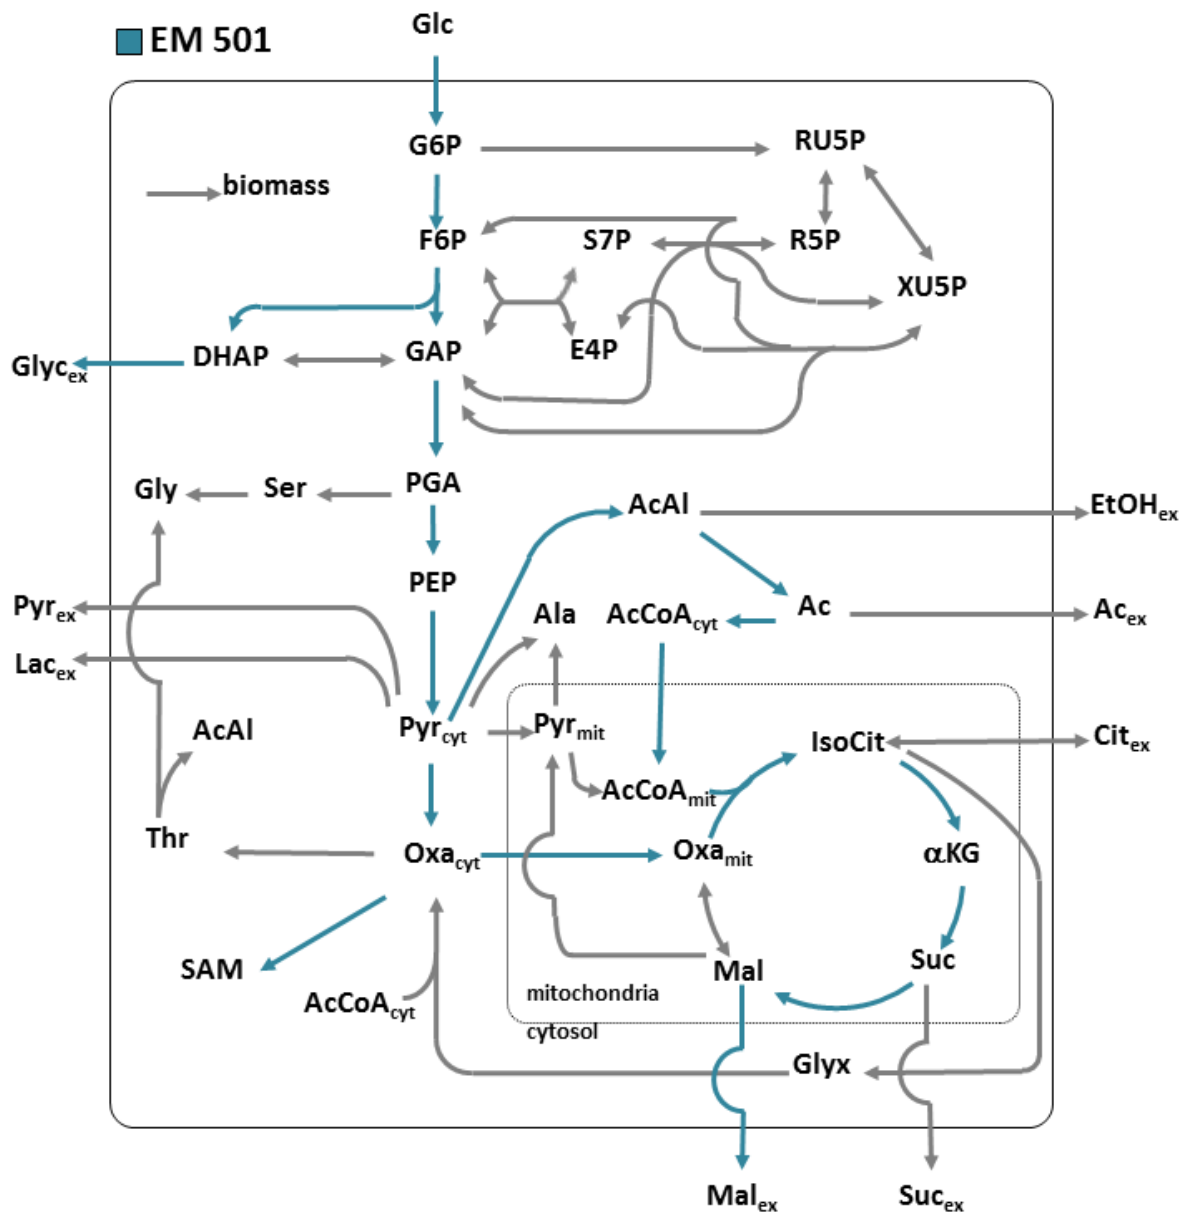 Glc
EM 501
G6P
RU5P
biomass
F6P
S7P
R5P
XU5P
DHAP
GAP
E4P
Glycex
Gly
Ser
PGA
AcAl
EtOHex
PEP
Pyrex
Ala
AcCoAcyt
Ac
Acex
Lacex
AcAl
Pyrcyt
Pyrmit
IsoCit
Citex
AcCoAmit
Thr
Oxacyt
Oxamit
αKG
SAM
Mal
Suc
AcCoAcyt
mitochondria
cytosol
Glyx
Malex
Sucex